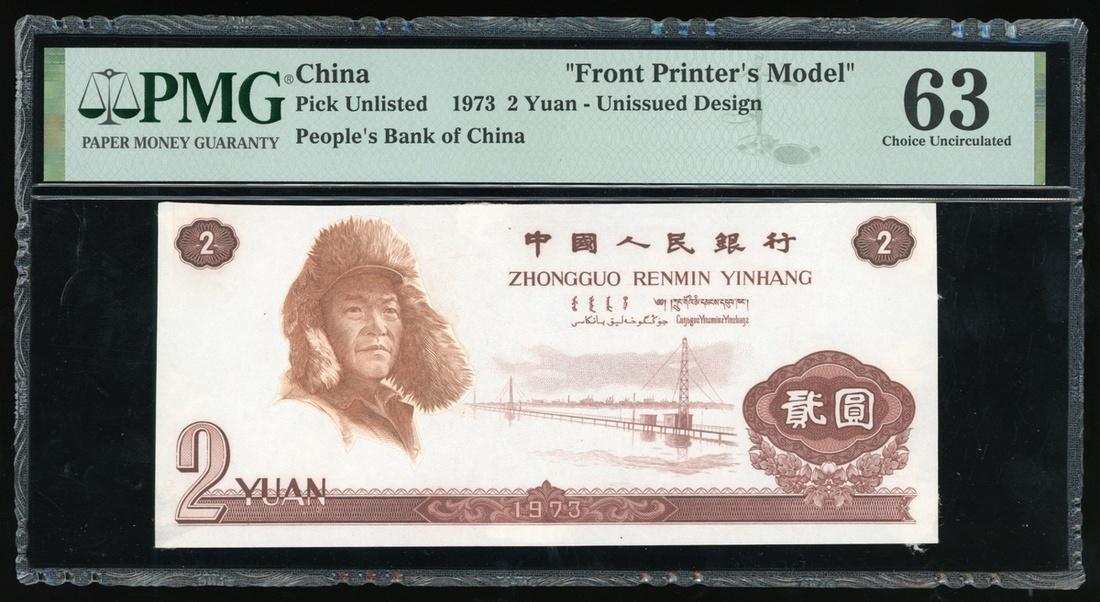 PMG®
PAPER MONEY GUARANTY
China "Front Printer's Model"
Pick Unlisted 1973 2 Yuan - Unissued Design
People's Bank of China
63
Choice Uncirculated
2
中國人民銀行
2
ZHONGGUO RENMIN YINHANG
貳圓
2 YUAN
1973